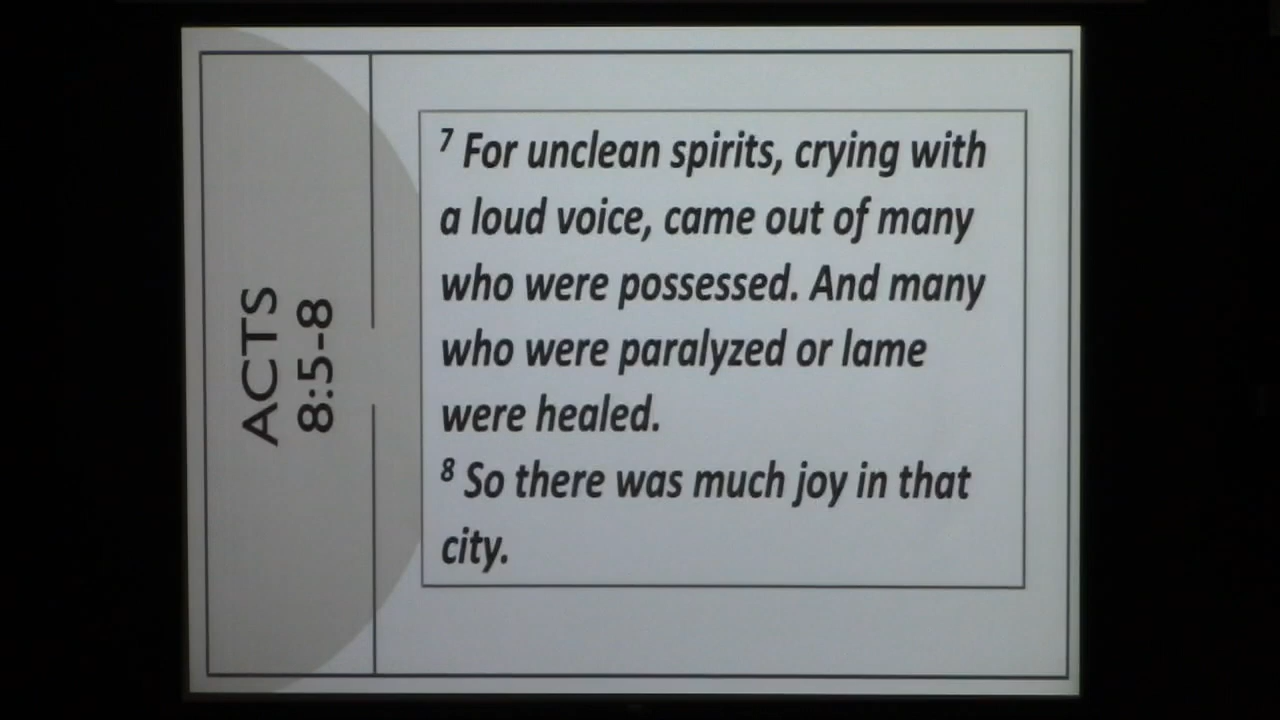 ACTS
8:5-8
7 For unclean spirits, crying with
a loud voice, came out of many
who were possessed. And many
who were paralyzed or lame
were healed.
8 So there was much joy in that
city.